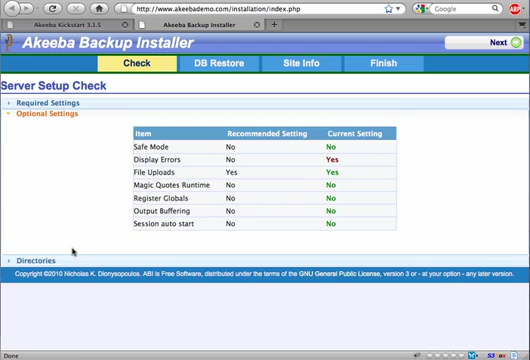 http://www.akeebademo.com/installation/index.php
Google
Akeeba Kickstart 3.1.5
Akeeba Backup Installer
Akeeba Backup Installer
Next
Check
DB Restore
Site Info
Finish
Server Setup Check
Required Settings
Optional Settings
Item Recommended Setting Current Setting
Safe Mode No No
Display Errors No Yes
File Uploads Yes Yes
Magic Quotes Runtime No No
Register Globals No No
Output Buffering No No
Session auto start No No
Directories
Copyright ©2010 Nicholas K. Dionysopoulos. ABI is Free Software, distributed under the terms of the GNU General Public License, version 3 or - at your option - any later version.
Done